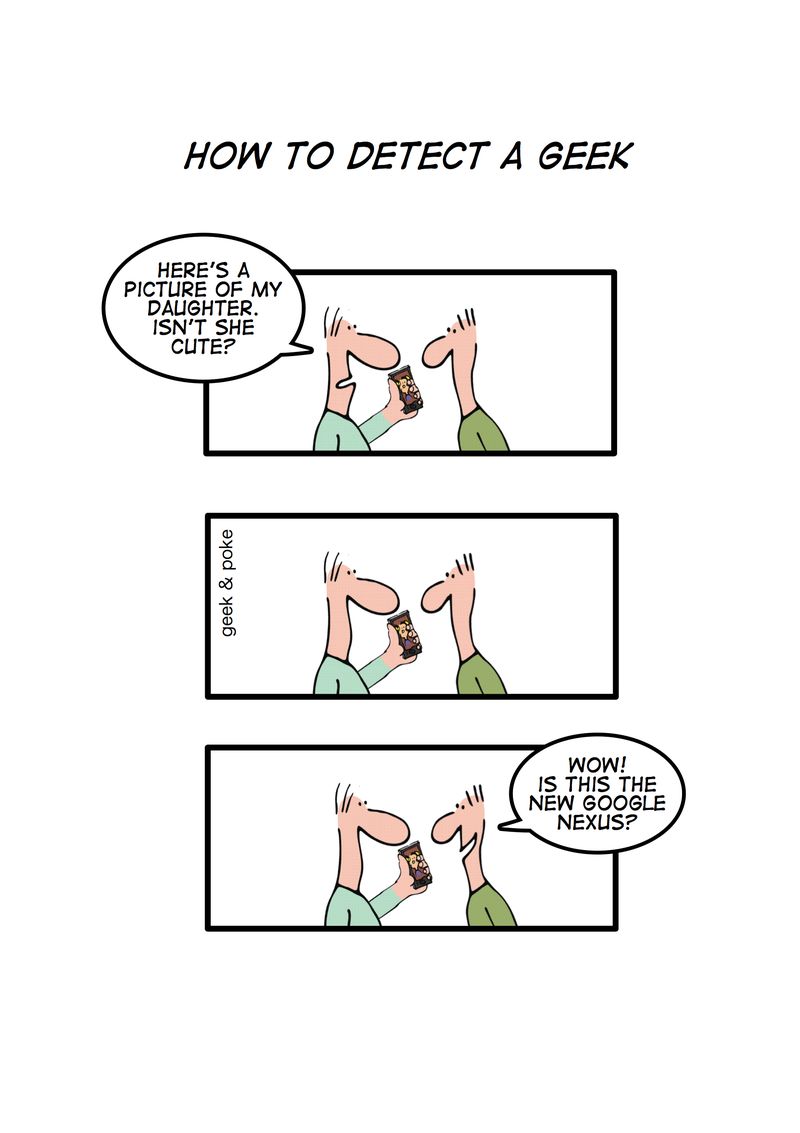 HOW TO DETECT A GEEK
HERE'S A
PICTURE OF MY
DAUGHTER.
ISN'T SHE
CUTE?
geek & poke
WOW!
IS THIS THE
NEW GOOGLE
NEXUS?